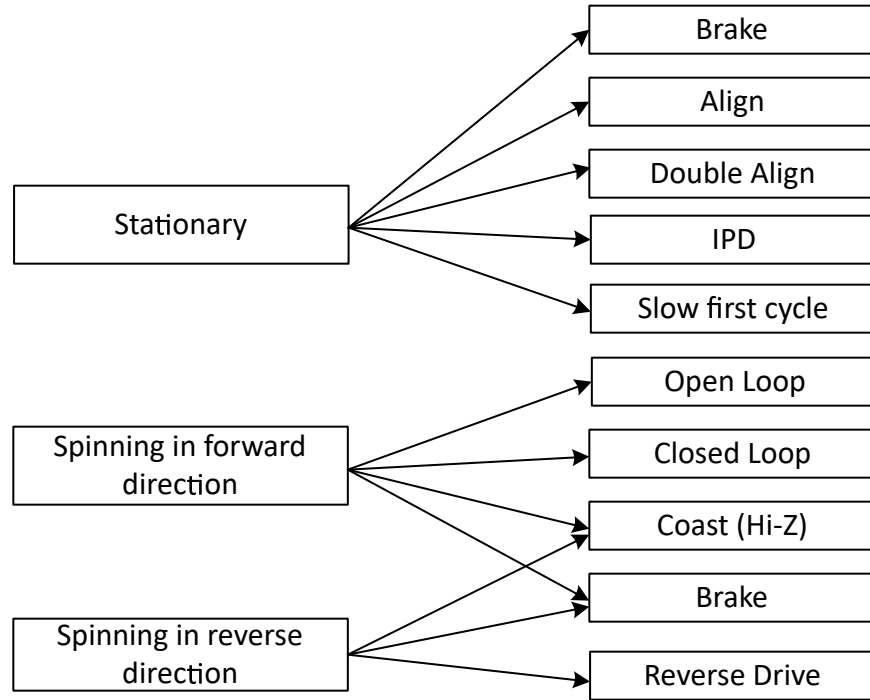 Brake
Align
Double Align
Stationary
IPD
Slow first cycle
Open Loop
Spinning in forward
direction
Closed Loop
Coast (Hi-Z)
Brake
Spinning in reverse
direction
Reverse Drive